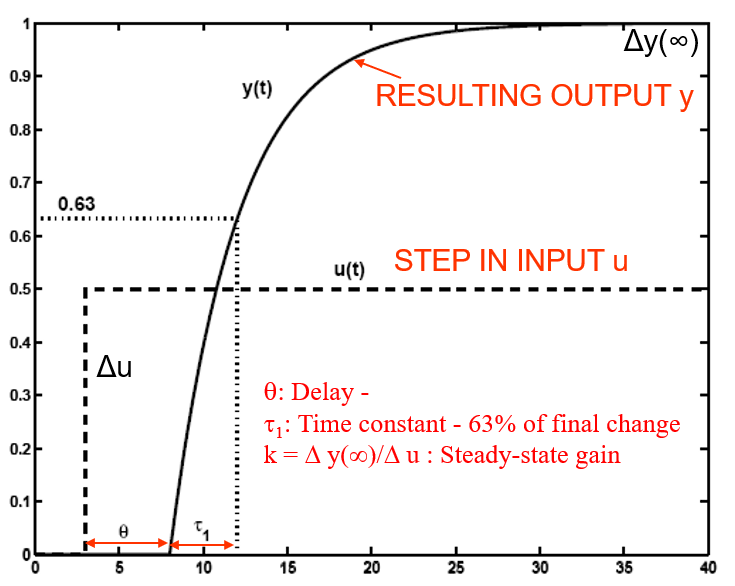 1
Δy(∞)
0.9
y(t)
RESULTING OUTPUT y
0.8
0.7
0.63
0.6
u(t)
STEP IN INPUT u
0.5
0.4
Δu
θ: Delay -
0.3
τ₁: Time constant - 63% of final change
k = Δ y(∞)/Δ u : Steady-state gain
0.2
0.1
θ
τ₁
0
0 5 10 15 20 25 30 35 40